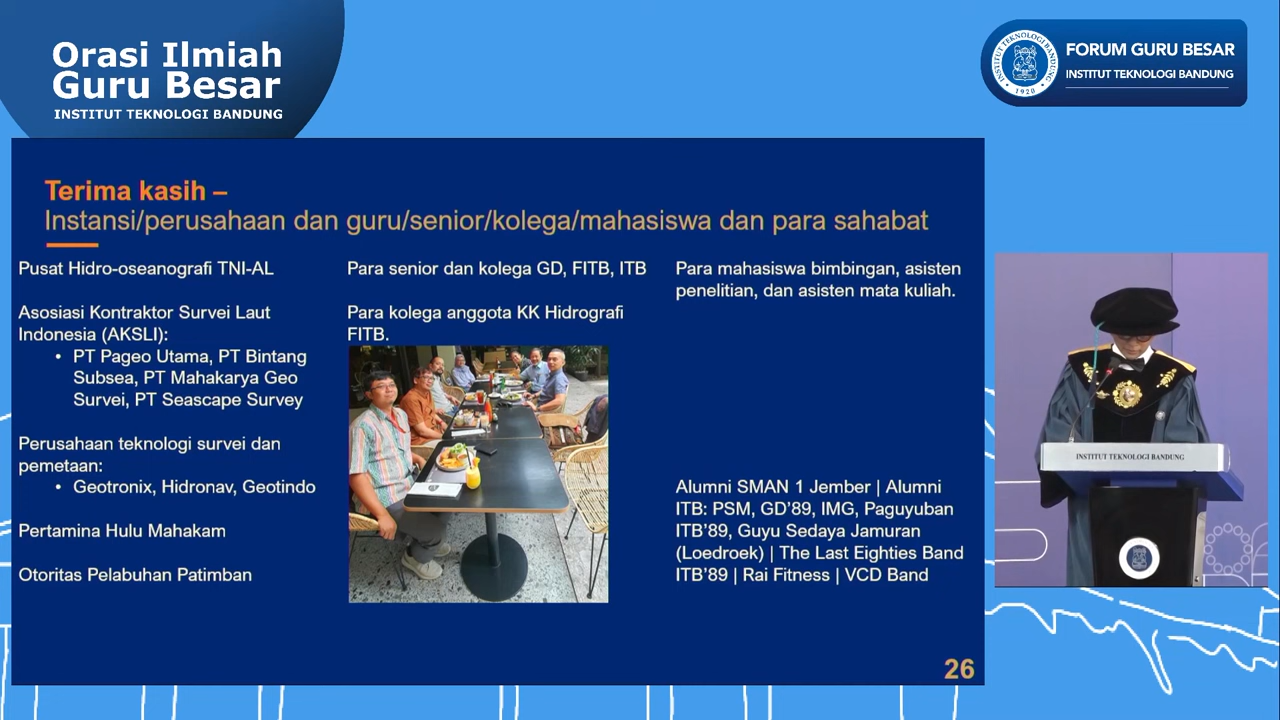 Orasi Ilmiah
Guru Besar
INSTITUT TEKNOLOGI BANDUNG
INSTITUT TEKNOLOGI BANDUNG
1920
FORUM GURU BESAR
INSTITUT TEKNOLOGI BANDUNG
Terima kasih –
Instansi/perusahaan dan guru/senior/kolega/mahasiswa dan para sahabat
Pusat Hidro-oseanografi TNI-AL
Asosiasi Kontraktor Survei Laut
Indonesia (AKSLI):
• PT Pageo Utama, PT Bintang
Subsea, PT Mahakarya Geo
Survei, PT Seascape Survey
Perusahaan teknologi survei dan
pemetaan:
• Geotronix, Hidronav, Geotindo
Pertamina Hulu Mahakam
Otoritas Pelabuhan Patimban
Para senior dan kolega GD, FITB, ITB
Para kolega anggota KK Hidrografi
FITB.
Para mahasiswa bimbingan, asisten
penelitian, dan asisten mata kuliah.
Alumni SMAN 1 Jember | Alumni
ITB: PSM, GD’89, IMG, Paguyuban
ITB’89, Guyu Sedaya Jamuran
(Loedroek) | The Last Eighties Band
ITB’89 | Rai Fitness | VCD Band
26
INSTITUT TEKNOLOGI BANDUNG